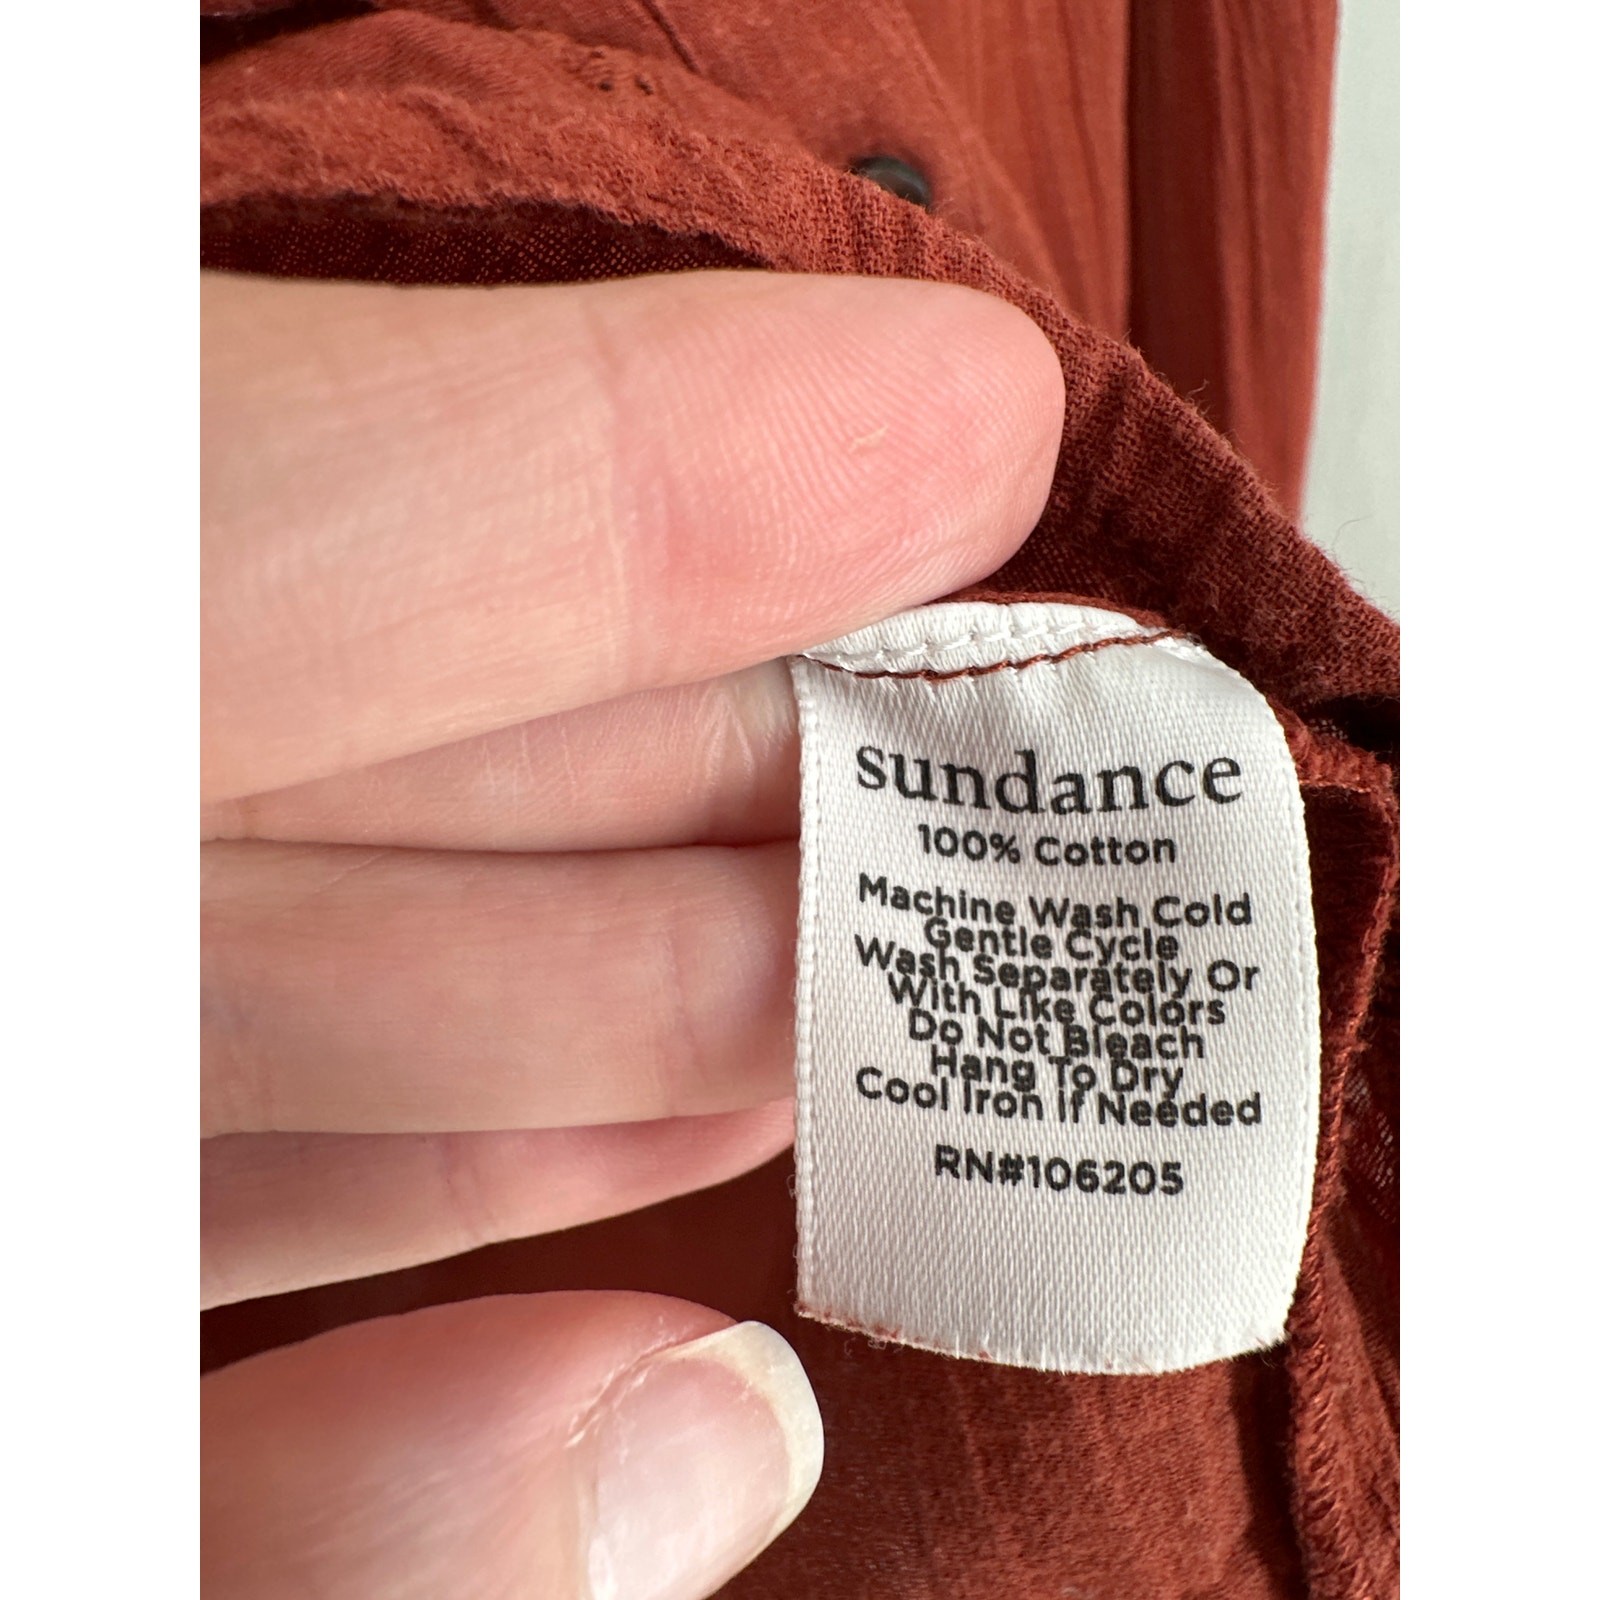 sundance
100% Cotton
Machine Wash Cold
Gentle Cycle
Wash Separately Or
With Like Colors
Do Not Bleach
Hang To Dry
Cool Iron If Needed
RN#106205